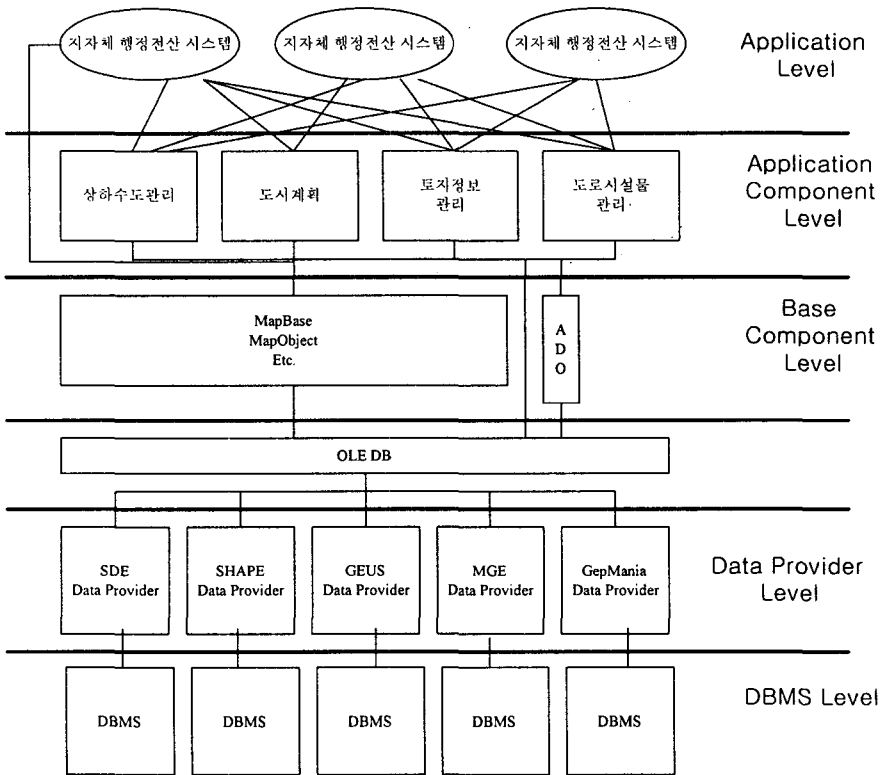 지자체 행정전산 시스템
지자체 행정전산 시스템
지자체 행정전산 시스템
Application
Level
상하수도관리
도시계획
토지정보
관리
도로시설물
관리
Application
Component
Level
MapBase
MapObject
Etc.
A
D
O
Base
Component
Level
OLE DB
SDE
Data Provider
SHAPE
Data Provider
GEUS
Data Provider
MGE
Data Provider
GepMania
Data Provider
Data Provider
Level
DBMS
DBMS
DBMS
DBMS
DBMS
DBMS Level